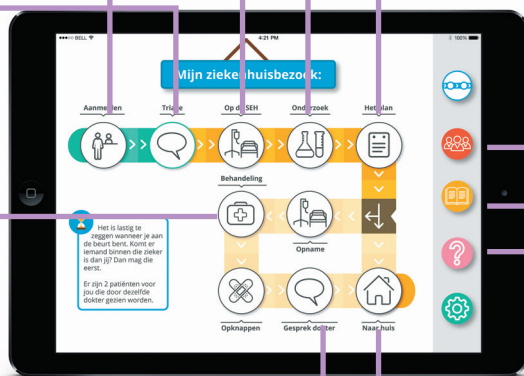 BELL
4:21 PM
100%
Mijn ziekenhuisbezoek:
Aanmelden
Triage
Op de SEH
Onderzoek
Het plan
Behandeling
Opname
Het is lastig te
zeggen wanneer je aan
de beurt bent. Komt er
iemand binnen die zieker
is dan jij? Dan mag die
eerst.
Er zijn 2 patiënten voor
jou die door dezelfde
dokter gezien worden.
Opknappen
Gesprek dokter
Naar huis